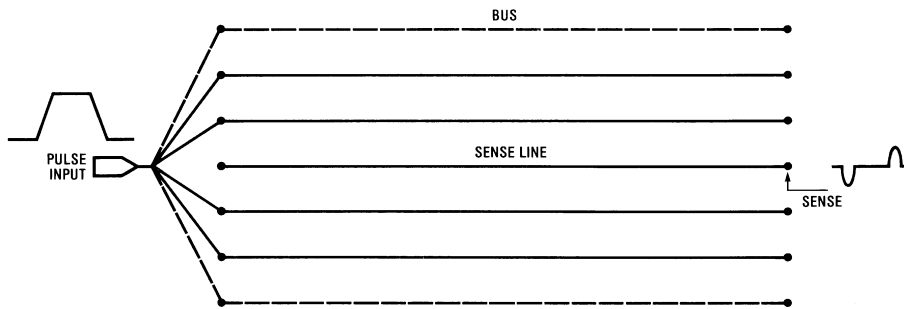 BUS
PULSE
INPUT
SENSE LINE
SENSE